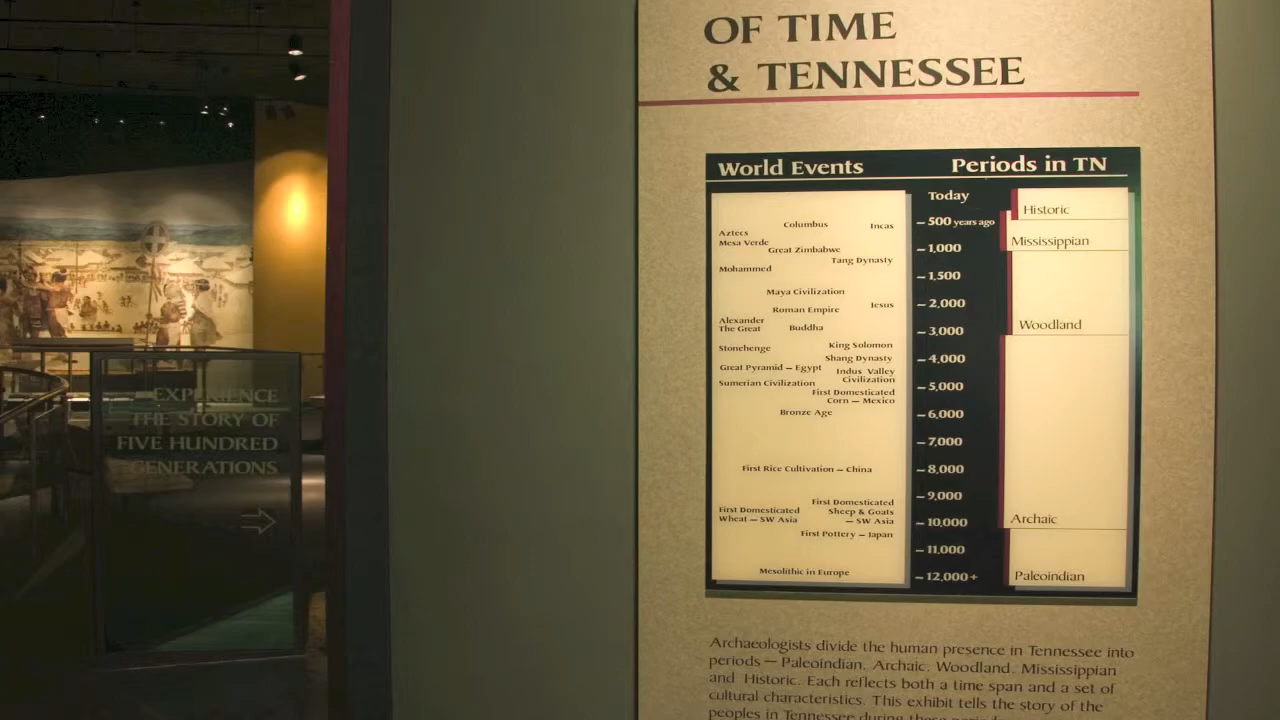 OF TIME
& TENNESSEE
World Events
Periods in TN
Today
500 years ago
1,000
1,500
2,000
3,000
4,000
5,000
6,000
7,000
8,000
9,000
10,000
11,000
12,000+
Columbus
Incas
Aztecs
Mesa Verde
Great Zimbabwe
Tang Dynasty
Mohammed
Maya Civilization
Jesus
Roman Empire
Alexander
The Great
Buddha
King Solomon
Stonehenge
Shang Dynasty
Great Pyramid – Egypt
Indus Valley
Civilization
Sumerian Civilization
First Domesticated
Corn – Mexico
Bronze Age
First Rice Cultivation – China
First Domesticated
Sheep & Goats
– SW Asia
First Domesticated
Wheat – SW Asia
First Pottery – Japan
Mesolithic in Europe
Historic
Mississippian
Woodland
Archaic
Paleoindian
Archaeologists divide the human presence in Tennessee into
periods — Paleoindian, Archaic, Woodland, Mississippian
and Historic. Each reflects both a time span and a set of
cultural characteristics. This exhibit tells the story of the
peoples in Tennessee during these
EXPERIENCE
THE STORY OF
FIVE HUNDRED
GENERATIONS